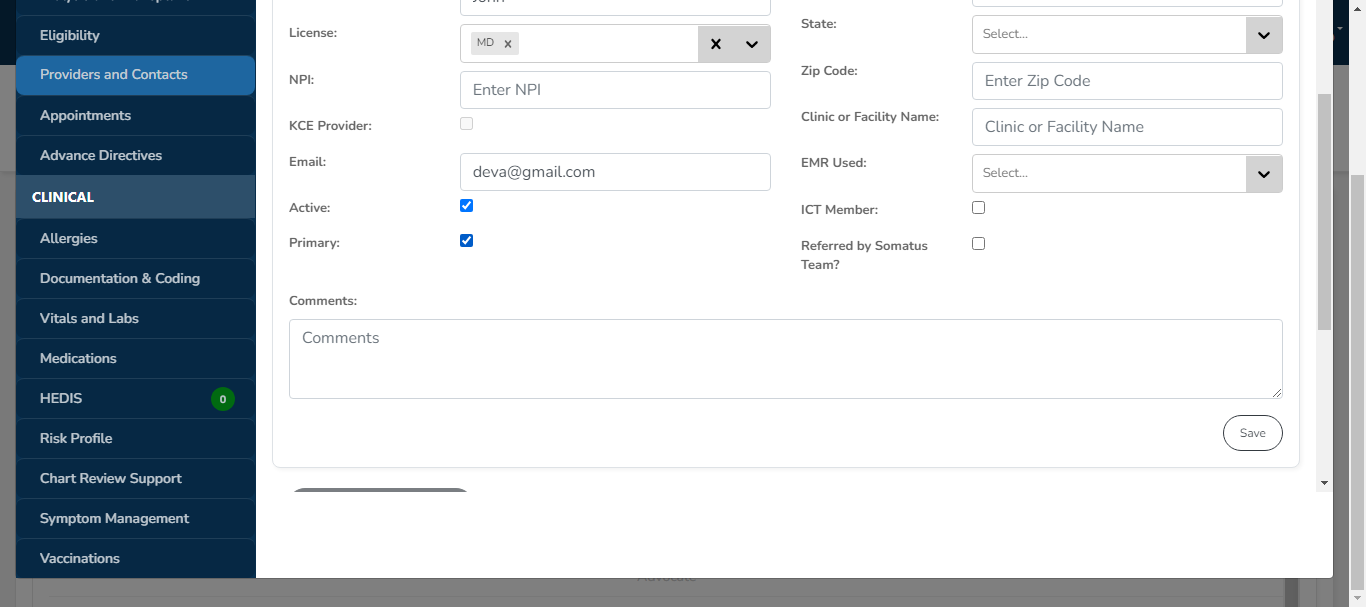 Eligibility
Providers and Contacts
Appointments
Advance Directives
CLINICAL
Allergies
Documentation & Coding
Vitals and Labs
Medications
HEDIS 0
Risk Profile
Chart Review Support
Symptom Management
Vaccinations
License:
MD x
NPI:
Enter NPI
KCE Provider:
Email:
deva@gmail.com
Active:
Primary:
State:
Select...
Zip Code:
Enter Zip Code
Clinic or Facility Name:
Clinic or Facility Name
EMR Used:
Select...
ICT Member:
Referred by Somatus
Team?
Comments:
Comments
Save